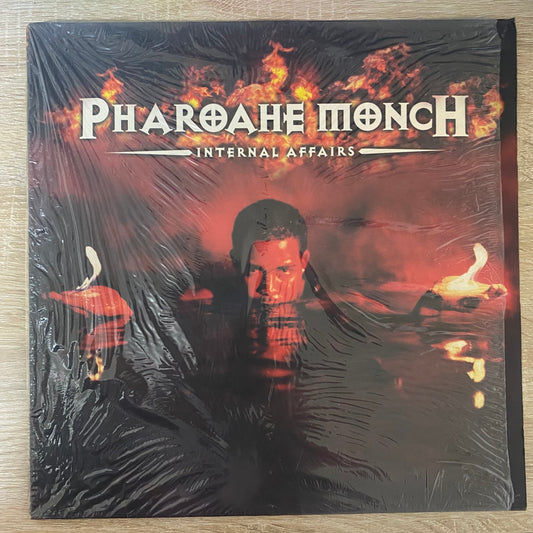 PHAROAHE MONCH
INTERNAL AFFAIRS